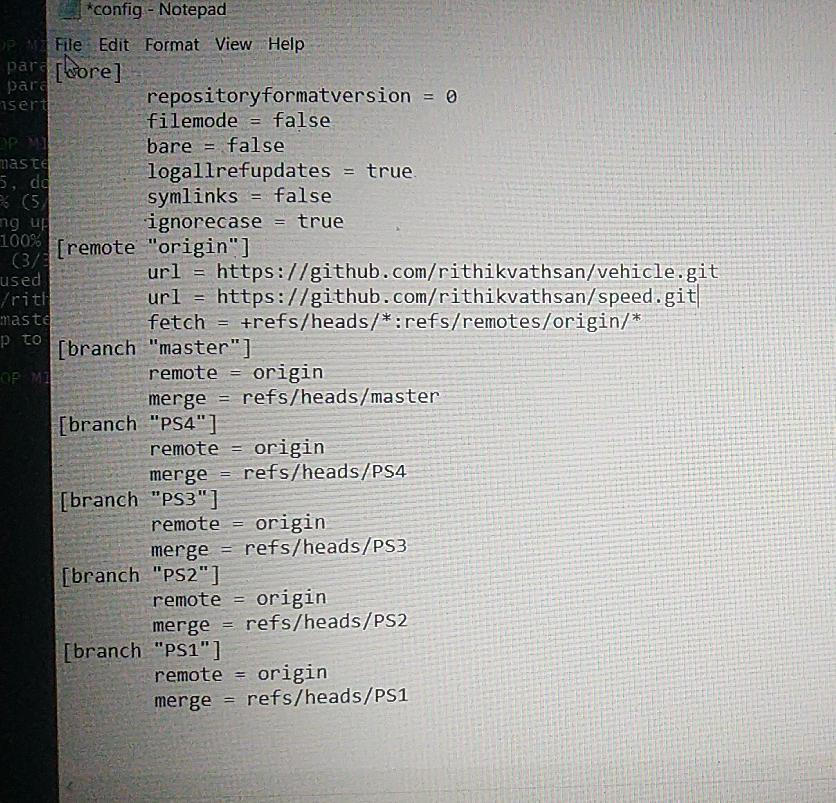 *config - Notepad
File Edit Format View Help
[core]
repositoryformatversion = 0
filemode = false
bare = false
logallrefupdates = true
symlinks = false
ignorecase = true
[remote "origin"]
url = https://github.com/rithikvathsan/vehicle.git
url = https://github.com/rithikvathsan/speed.git
fetch = +refs/heads/*:refs/remotes/origin/*
[branch "master"]
remote = origin
merge = refs/heads/master
[branch "PS4"]
remote = origin
merge = refs/heads/PS4
[branch "PS3"]
remote = origin
merge = refs/heads/PS3
[branch "PS2"]
remote = origin
merge = refs/heads/PS2
[branch "PS1"]
remote = origin
merge = refs/heads/PS1